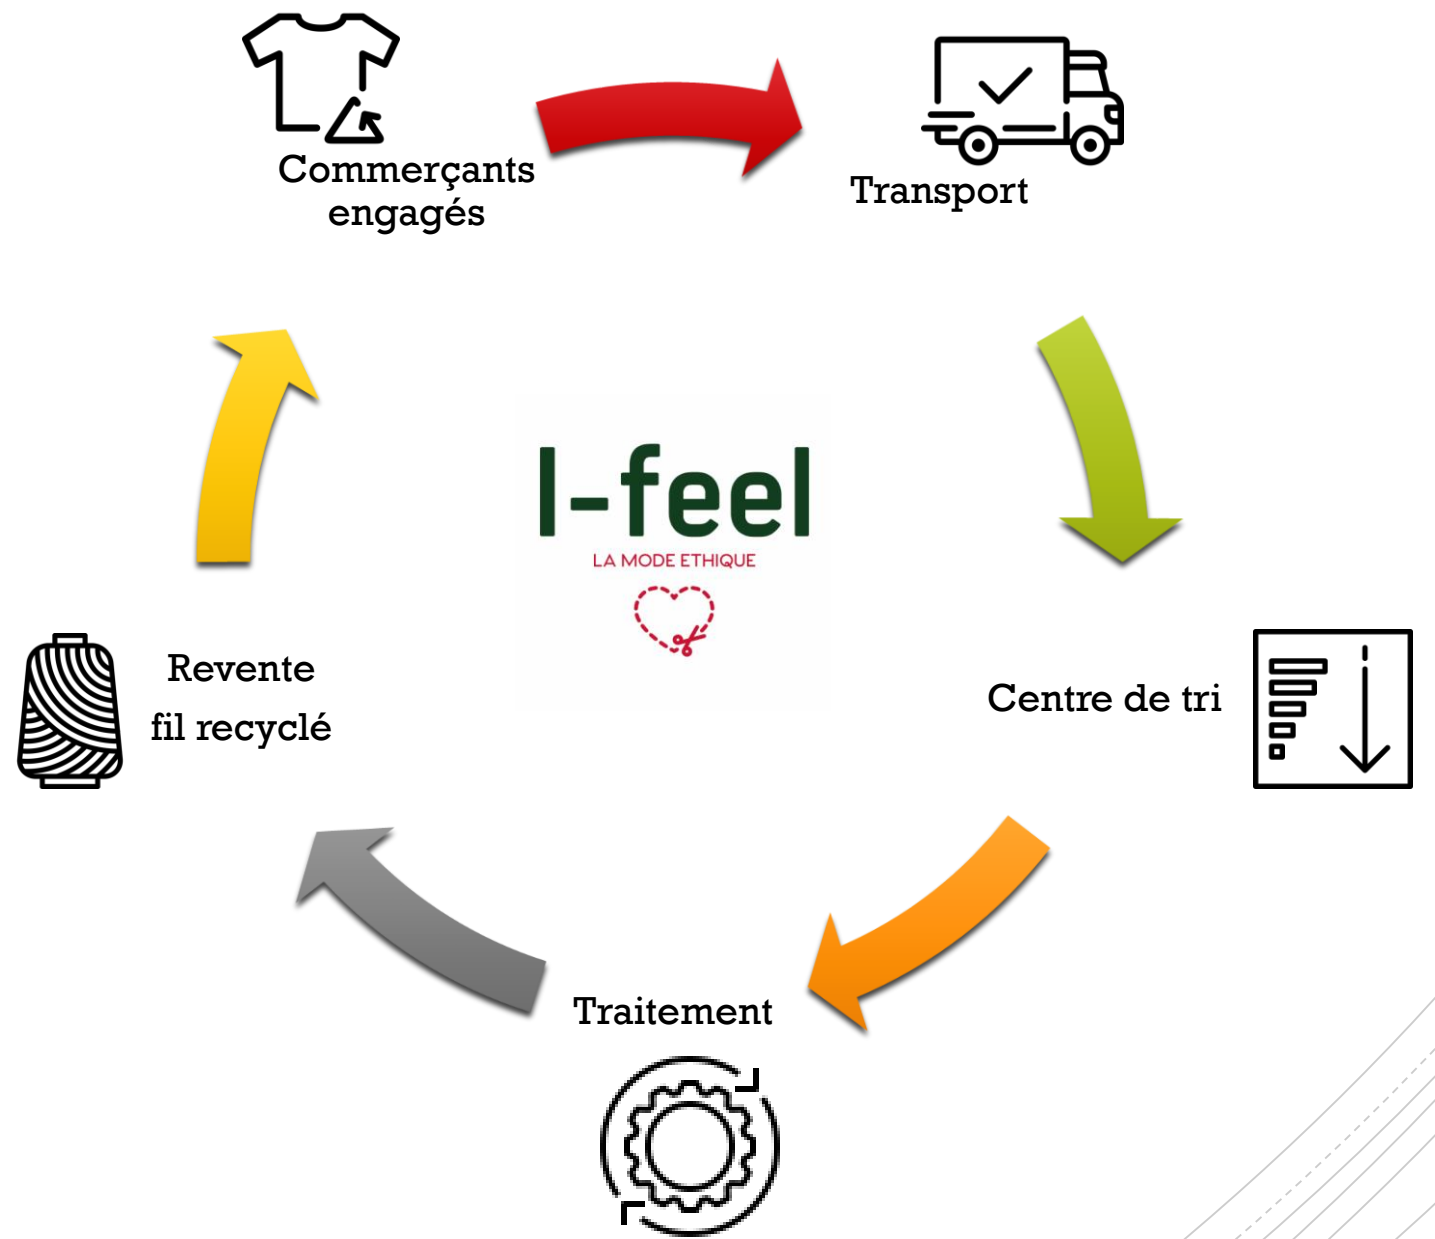 Commerçants
engagés
Transport
I-feel
LA MODE ETHIQUE
Revente
fil recyclé
Centre de tri
Traitement